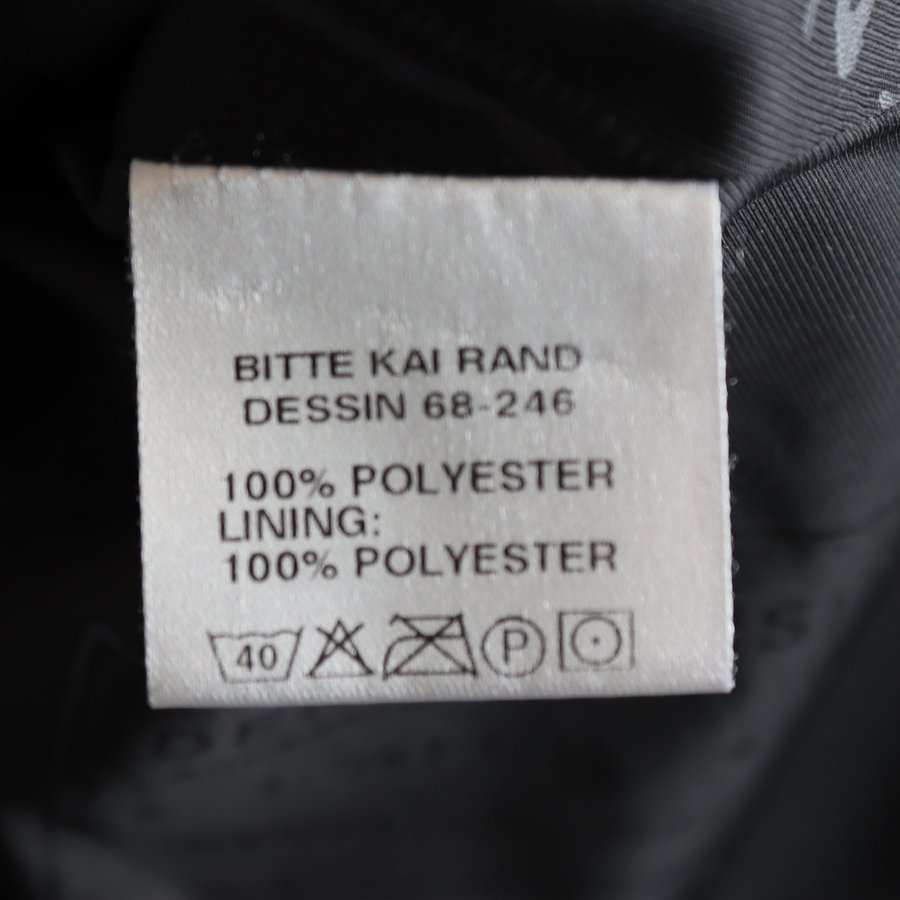 BITTE KAI RAND
DESSIN 68-246
100% POLYESTER
LINING:
100% POLYESTER
40 P